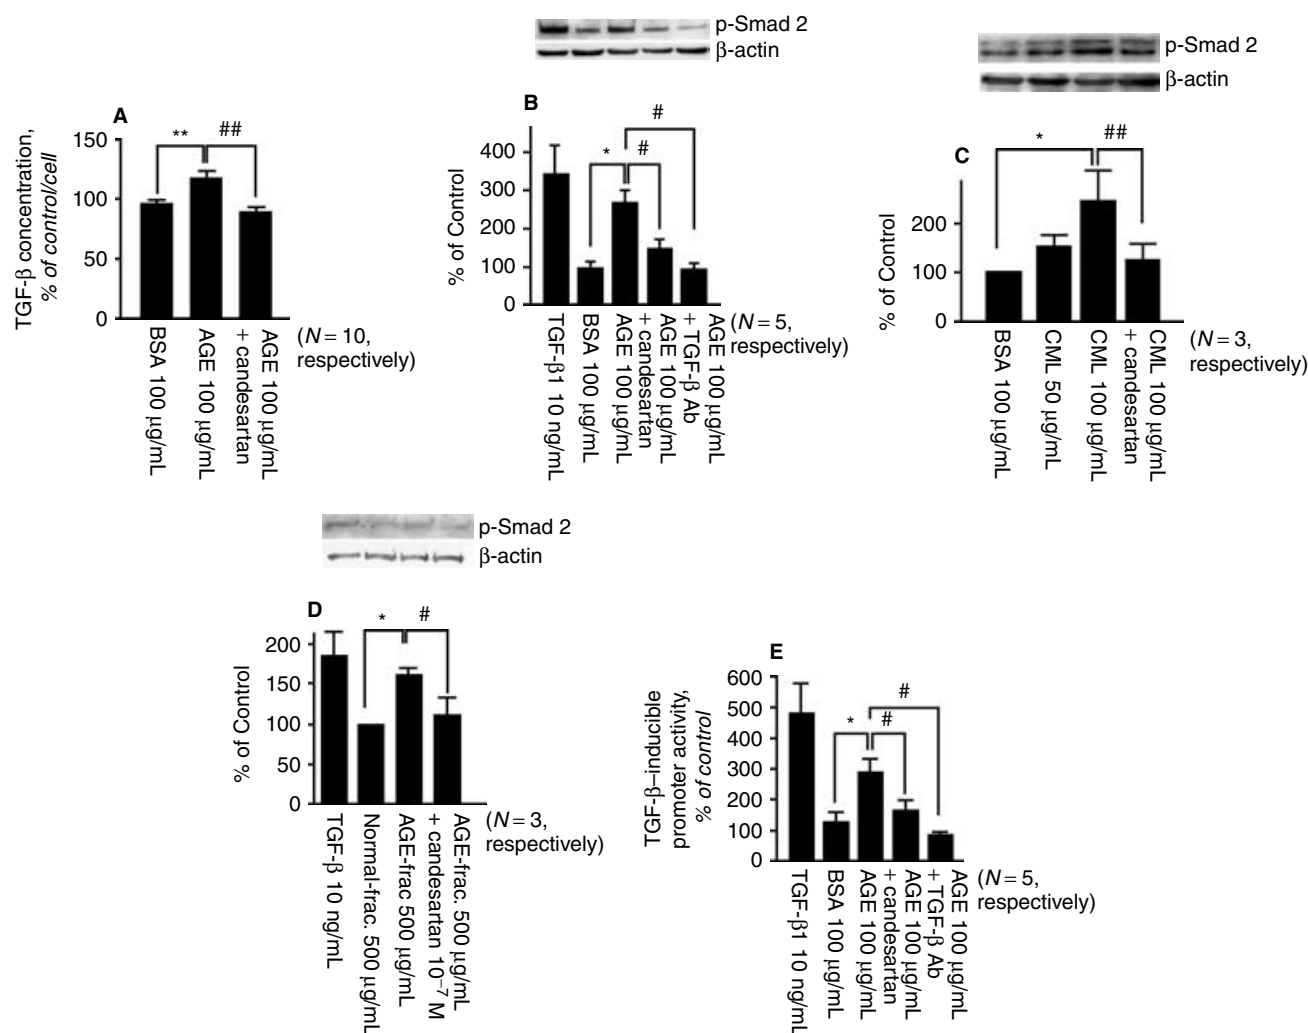 p-Smad 2
β-actin
p-Smad 2
β-actin
A
TGF-β concentration,
% of control/cell
150
100
50
0
**
##
BSA 100 μg/mL
AGE 100 μg/mL
AGE 100 μg/mL
+ candesartan
(N = 10,
respectively)
B
% of Control
400
300
200
100
0
*
#
#
TGF-β1 10 ng/mL
BSA 100 μg/mL
AGE 100 μg/mL
AGE 100 μg/mL
+ candesartan
AGE 100 μg/mL
+ TGF-β Ab
(N = 5,
respectively)
C
% of Control
200
100
0
*
##
BSA 100 μg/mL
CML 50 μg/mL
CML 100 μg/mL
CML 100 μg/mL
+ candesartan
(N = 3,
respectively)
p-Smad 2
β-actin
D
% of Control
200
150
100
50
0
*
#
TGF-β 10 ng/mL
Normal-frac. 500 μg/mL
AGE-frac 500 μg/mL
AGE-frac. 500 μg/mL
+ candesartan 10⁻⁷ M
(N = 3,
respectively)
E
TGF-β–inducible
promoter activity,
% of control
600
500
400
300
200
100
0
*
#
#
TGF-β1 10 ng/mL
BSA 100 μg/mL
AGE 100 μg/mL
AGE 100 μg/mL
+ candesartan
AGE 100 μg/mL
+ TGF-β Ab
(N = 5,
respectively)